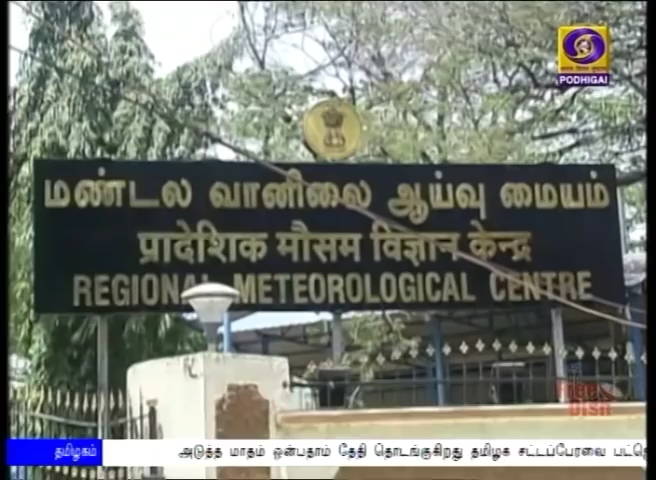 PODHIGAI
மண்டல வானிலை ஆய்வு மையம்
प्रादेशिक मौसम विज्ञान केन्द्र
REGIONAL METEOROLOGICAL CENTRE
DISH
தமிழகம்
அடுத்த மாதம் ஒன்பதாம் தேதி தொடங்குகிறது தமிழக சட்டப்பேரவை